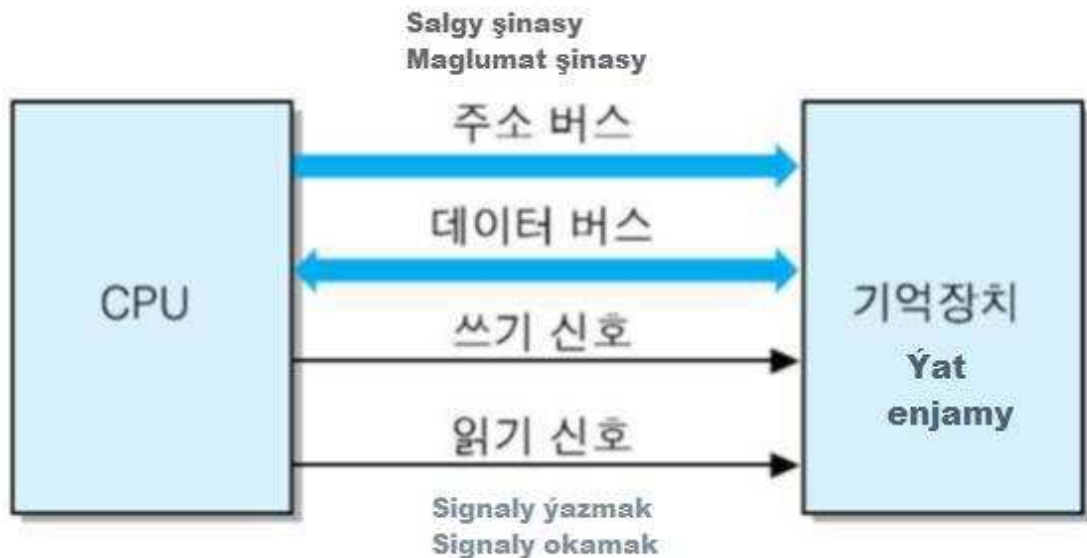 Salgy şinasy
Maglumat şinasy
주소 버스
데이터 버스
CPU
기억장치
쓰기 신호
Ýat
enjamy
읽기 신호
Signaly ýazmak
Signaly okamak